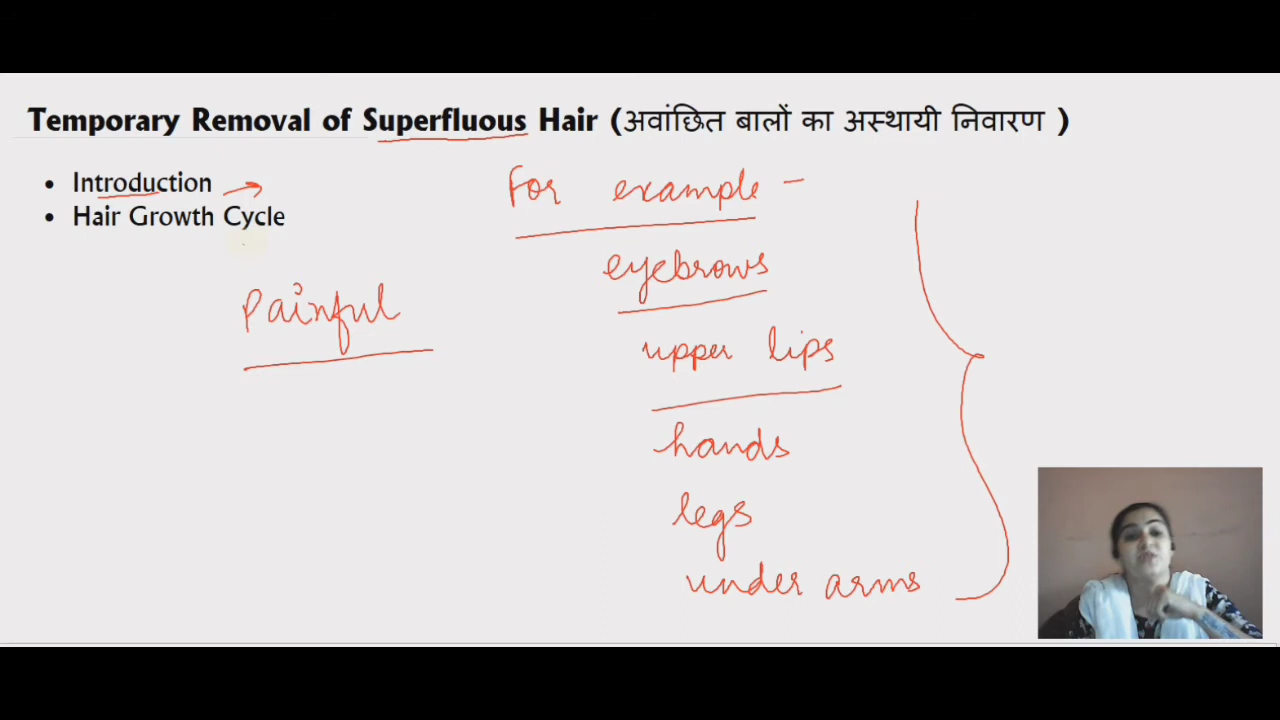 Temporary Removal of Superfluous Hair (अवांछित बालों का अस्थायी निवारण )
• Introduction →
• Hair Growth Cycle
Painful
For example -
eyebrows
upper lips
hands
legs
under arms